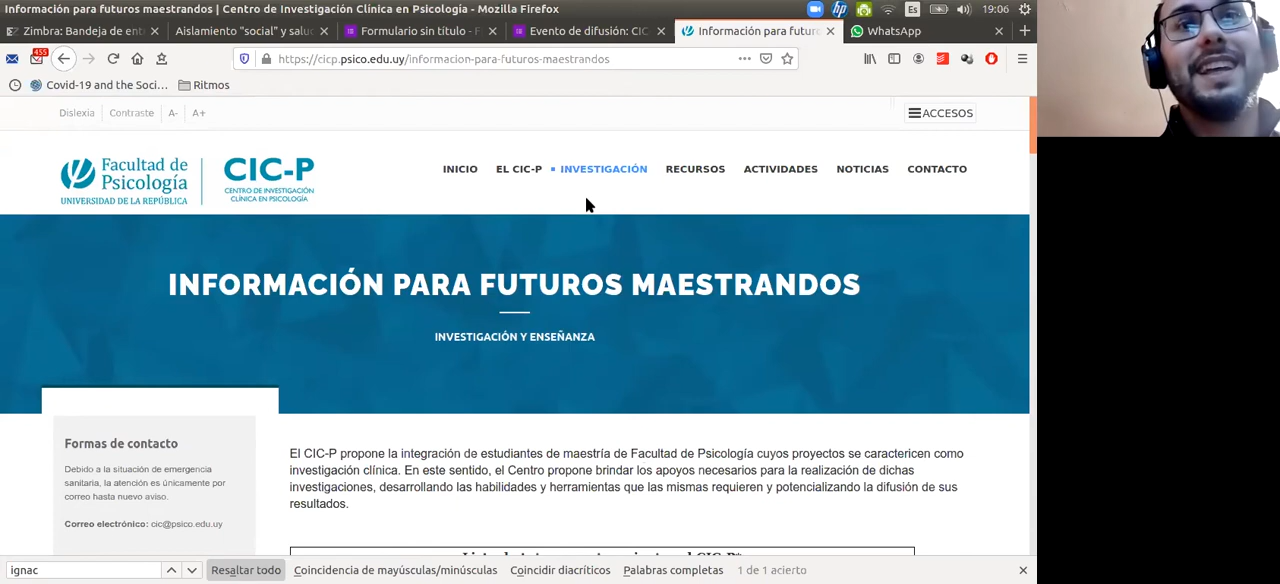 Información para futuros maestrandos | Centro de Investigación Clínica en Psicología - Mozilla Firefox
Es
19:06
Zimbra: Bandeja de ent
Aislamiento "social" y salu
Formulario sin título - F
Evento de difusión: CIC
Información para futur
WhatsApp
455
https://cicp.psico.edu.uy/informacion-para-futuros-maestrandos
Covid-19 and the Soci...
Ritmos
Dislexia
Contraste
A-
A+
ACCESOS
Facultad de
Psicología
UNIVERSIDAD DE LA REPÚBLICA
CIC-P
CENTRO DE INVESTIGACIÓN
CLÍNICA EN PSICOLOGÍA
INICIO
EL CIC-P
INVESTIGACIÓN
RECURSOS
ACTIVIDADES
NOTICIAS
CONTACTO
INFORMACIÓN PARA FUTUROS MAESTRANDOS
INVESTIGACIÓN Y ENSEÑANZA
Formas de contacto
Debido a la situación de emergencia
sanitaria, la atención es únicamente por
correo hasta nuevo aviso.
Correo electrónico: cic@psico.edu.uy
El CIC-P propone la integración de estudiantes de maestría de Facultad de Psicología cuyos proyectos se caractericen como
investigación clínica. En este sentido, el Centro propone brindar los apoyos necesarios para la realización de dichas
investigaciones, desarrollando las habilidades y herramientas que las mismas requieren y potencializando la difusión de sus
resultados.
ignac
Resaltar todo
Coincidencia de mayúsculas/minúsculas
Coincidir diacríticos
Palabras completas
1 de 1 acierto